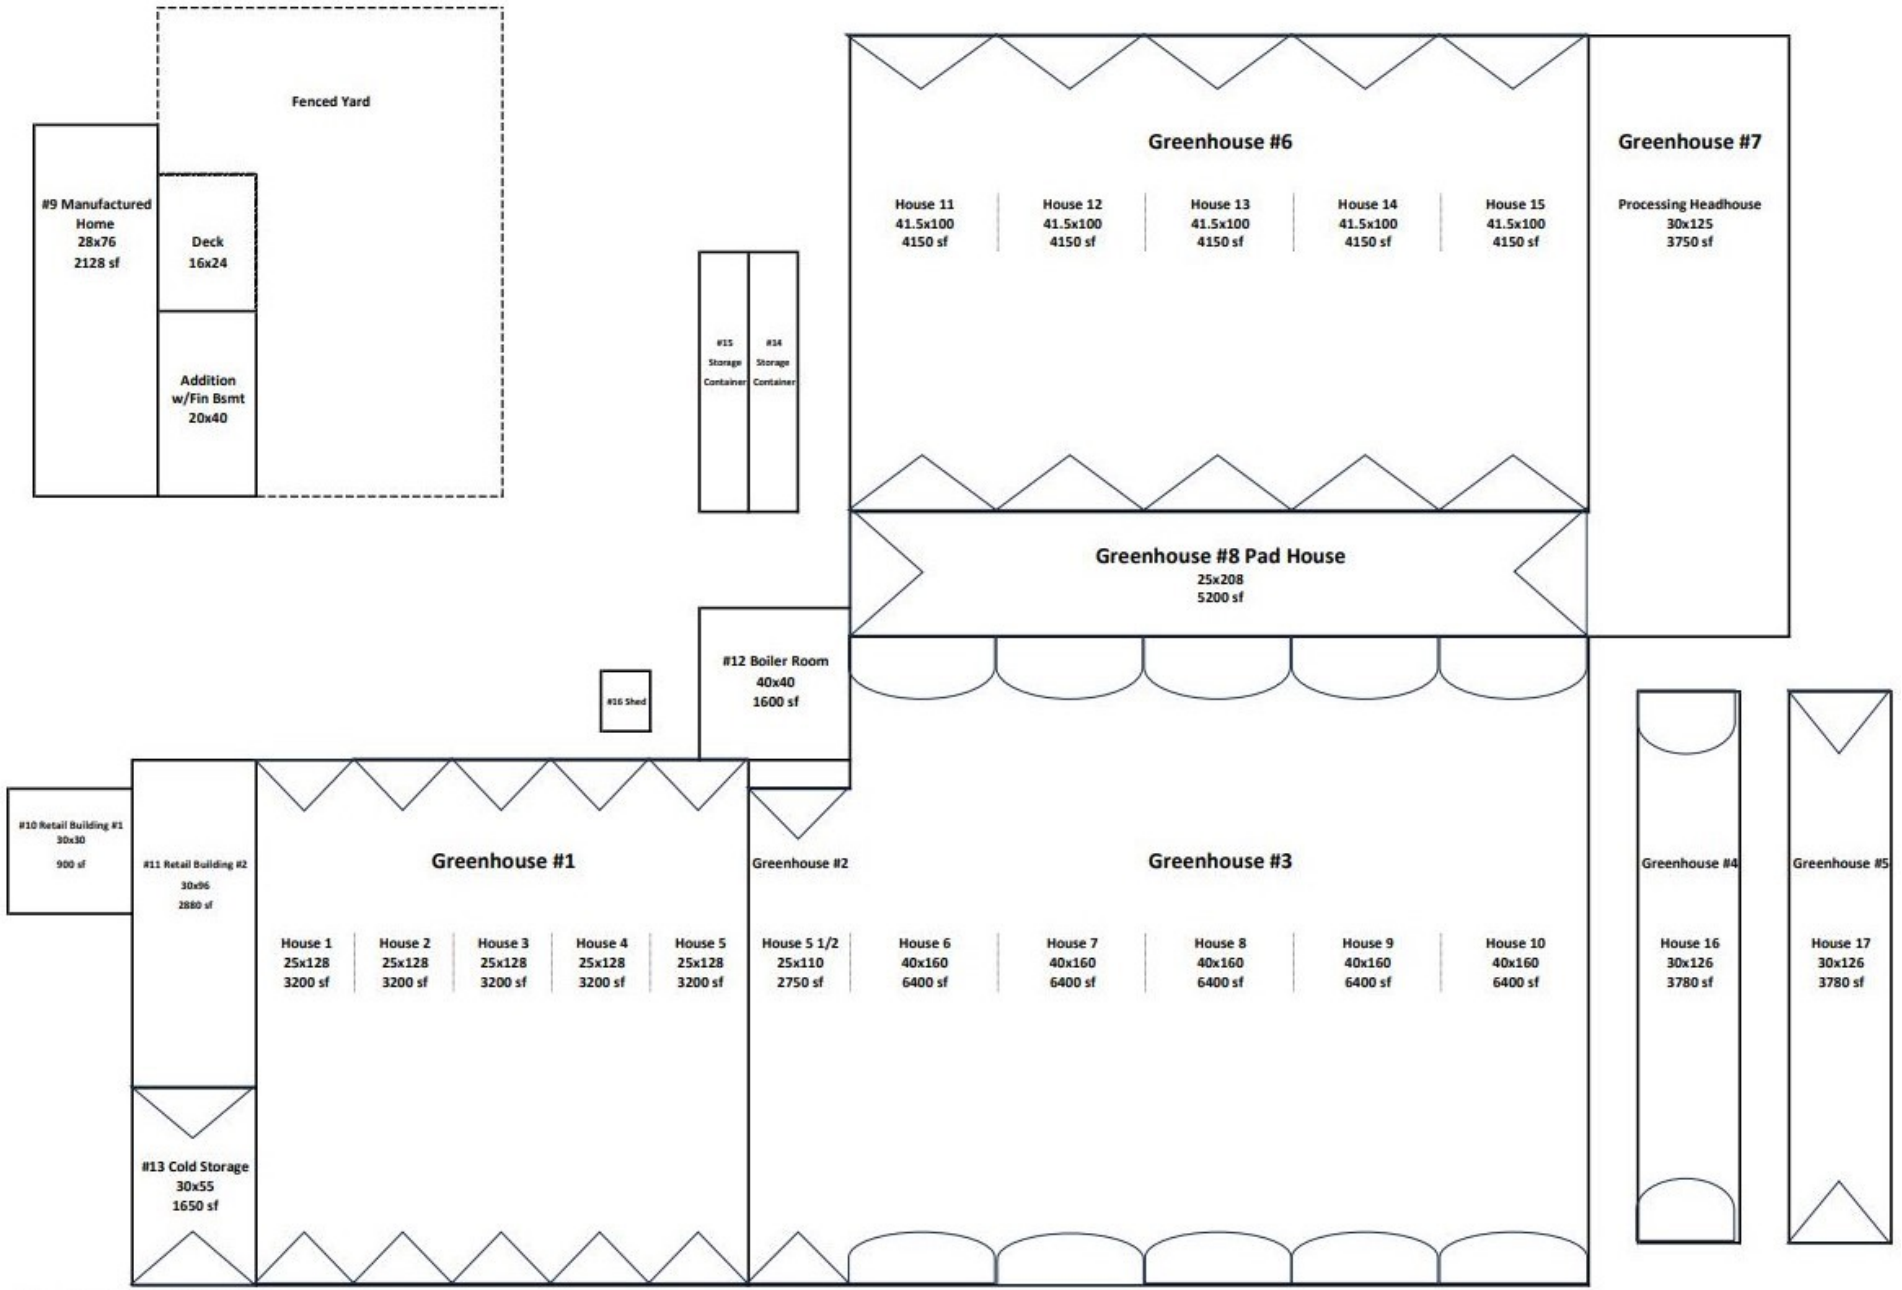 Fenced Yard
#9 Manufactured
Home
28x76
2128 sf
Deck
16x24
Addition
w/Fin Bsmt
20x40
#15
Storage
Container
#14
Storage
Container
Greenhouse #6
House 11
41.5x100
4150 sf
House 12
41.5x100
4150 sf
House 13
41.5x100
4150 sf
House 14
41.5x100
4150 sf
House 15
41.5x100
4150 sf
Greenhouse #7
Processing Headhouse
30x125
3750 sf
Greenhouse #8 Pad House
25x208
5200 sf
#12 Boiler Room
40x40
1600 sf
#16 Shed
#10 Retail Building #1
30x30
900 sf
#11 Retail Building #2
30x96
2880 sf
#13 Cold Storage
30x55
1650 sf
Greenhouse #1
House 1
25x128
3200 sf
House 2
25x128
3200 sf
House 3
25x128
3200 sf
House 4
25x128
3200 sf
House 5
25x128
3200 sf
Greenhouse #2
House 5 1/2
25x110
2750 sf
Greenhouse #3
House 6
40x160
6400 sf
House 7
40x160
6400 sf
House 8
40x160
6400 sf
House 9
40x160
6400 sf
House 10
40x160
6400 sf
Greenhouse #4
House 16
30x126
3780 sf
Greenhouse #5
House 17
30x126
3780 sf